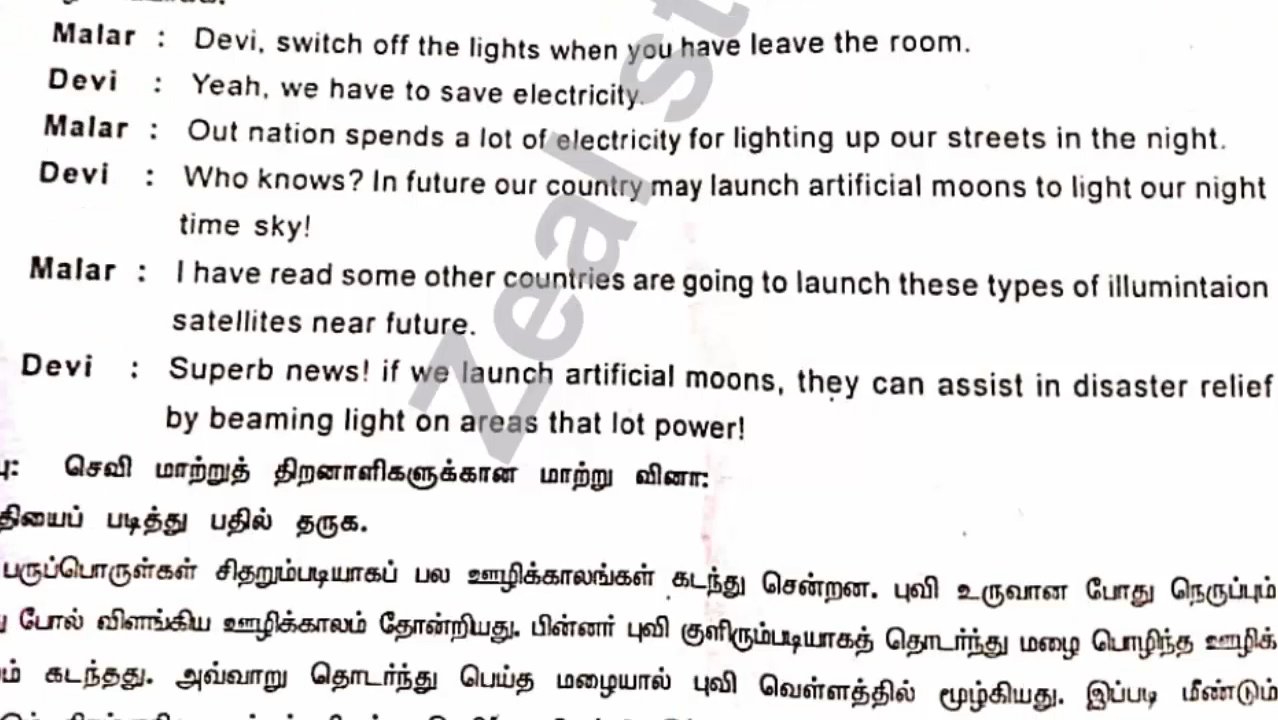 Malar : Devi, switch off the lights when you have leave the room.
Devi : Yeah, we have to save electricity.
Malar : Out nation spends a lot of electricity for lighting up our streets in the night.
Devi : Who knows? In future our country may launch artificial moons to light our night
time sky!
Malar : I have read some other countries are going to launch these types of illumintaion
satellites near future.
Devi : Superb news! if we launch artificial moons, they can assist in disaster relief
by beaming light on areas that lot power!
செவி மாற்றுத் திறனாளிகளுக்கான மாற்று வினா:
படித்து பதில் தருக.
பருப்பொருள்கள் சிதறும்படியாகப் பல ஊழிக்காலங்கள் கடந்து சென்றன. புவி உருவான போது நெருப்பும்
போல் விளங்கிய ஊழிக்காலம் தோன்றியது. பின்னர் புவி குளிரும்படியாகத் தொடர்ந்து மழை பொழிந்த ஊழிக்
கடந்தது. அவ்வாறு தொடர்ந்து பெய்த மழையால் புவி வெள்ளத்தில் மூழ்கியது. இப்படி மீண்டும்
Zeal st